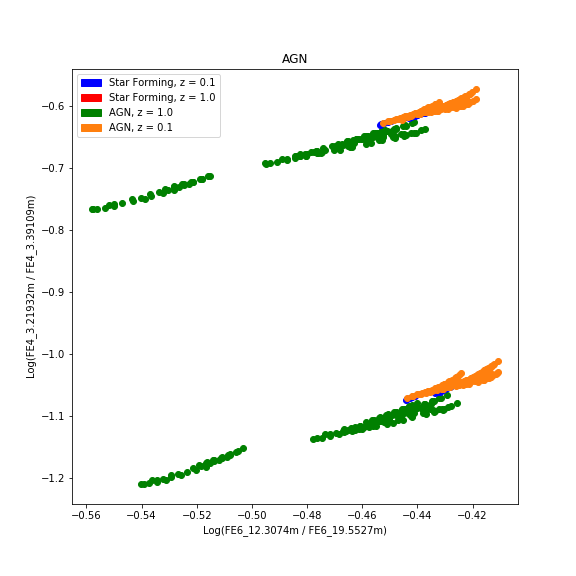 AGN
Star Forming, z = 0.1
Star Forming, z = 1.0
AGN, z = 1.0
AGN, z = 0.1
Log(FE4_3.21932m / FE4_3.39109m)
−0.6
−0.7
−0.8
−0.9
−1.0
−1.1
−1.2
−0.56 −0.54 −0.52 −0.50 −0.48 −0.46 −0.44 −0.42
Log(FE6_12.3074m / FE6_19.5527m)